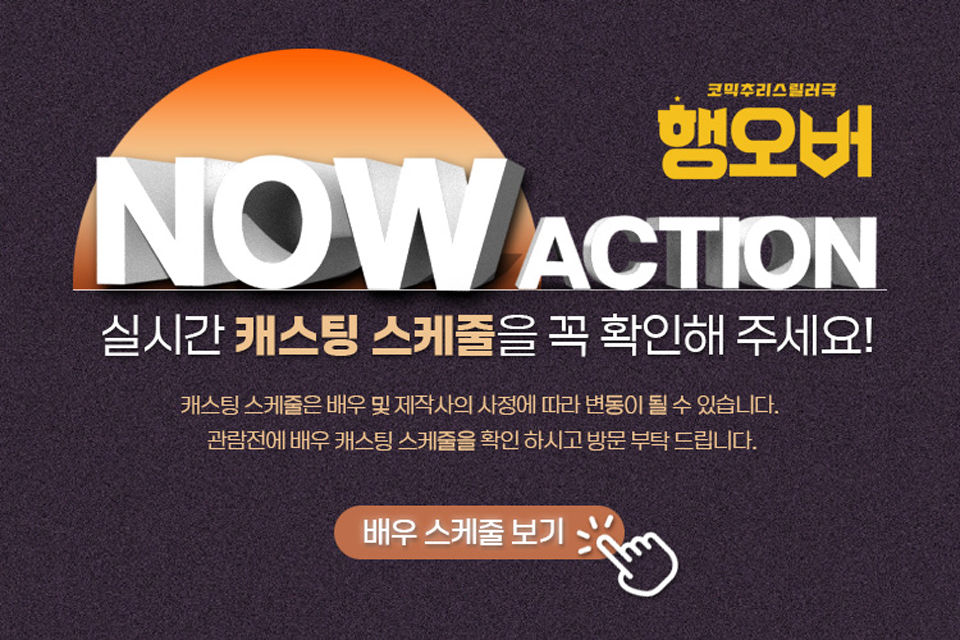 코믹추리스릴러극
행오버
NOW ACTION
실시간 캐스팅 스케줄을 꼭 확인해 주세요!
캐스팅 스케줄은 배우 및 제작사의 사정에 따라 변동이 될 수 있습니다.
관람전에 배우 캐스팅 스케줄을 확인 하시고 방문 부탁 드립니다.
배우 스케줄 보기